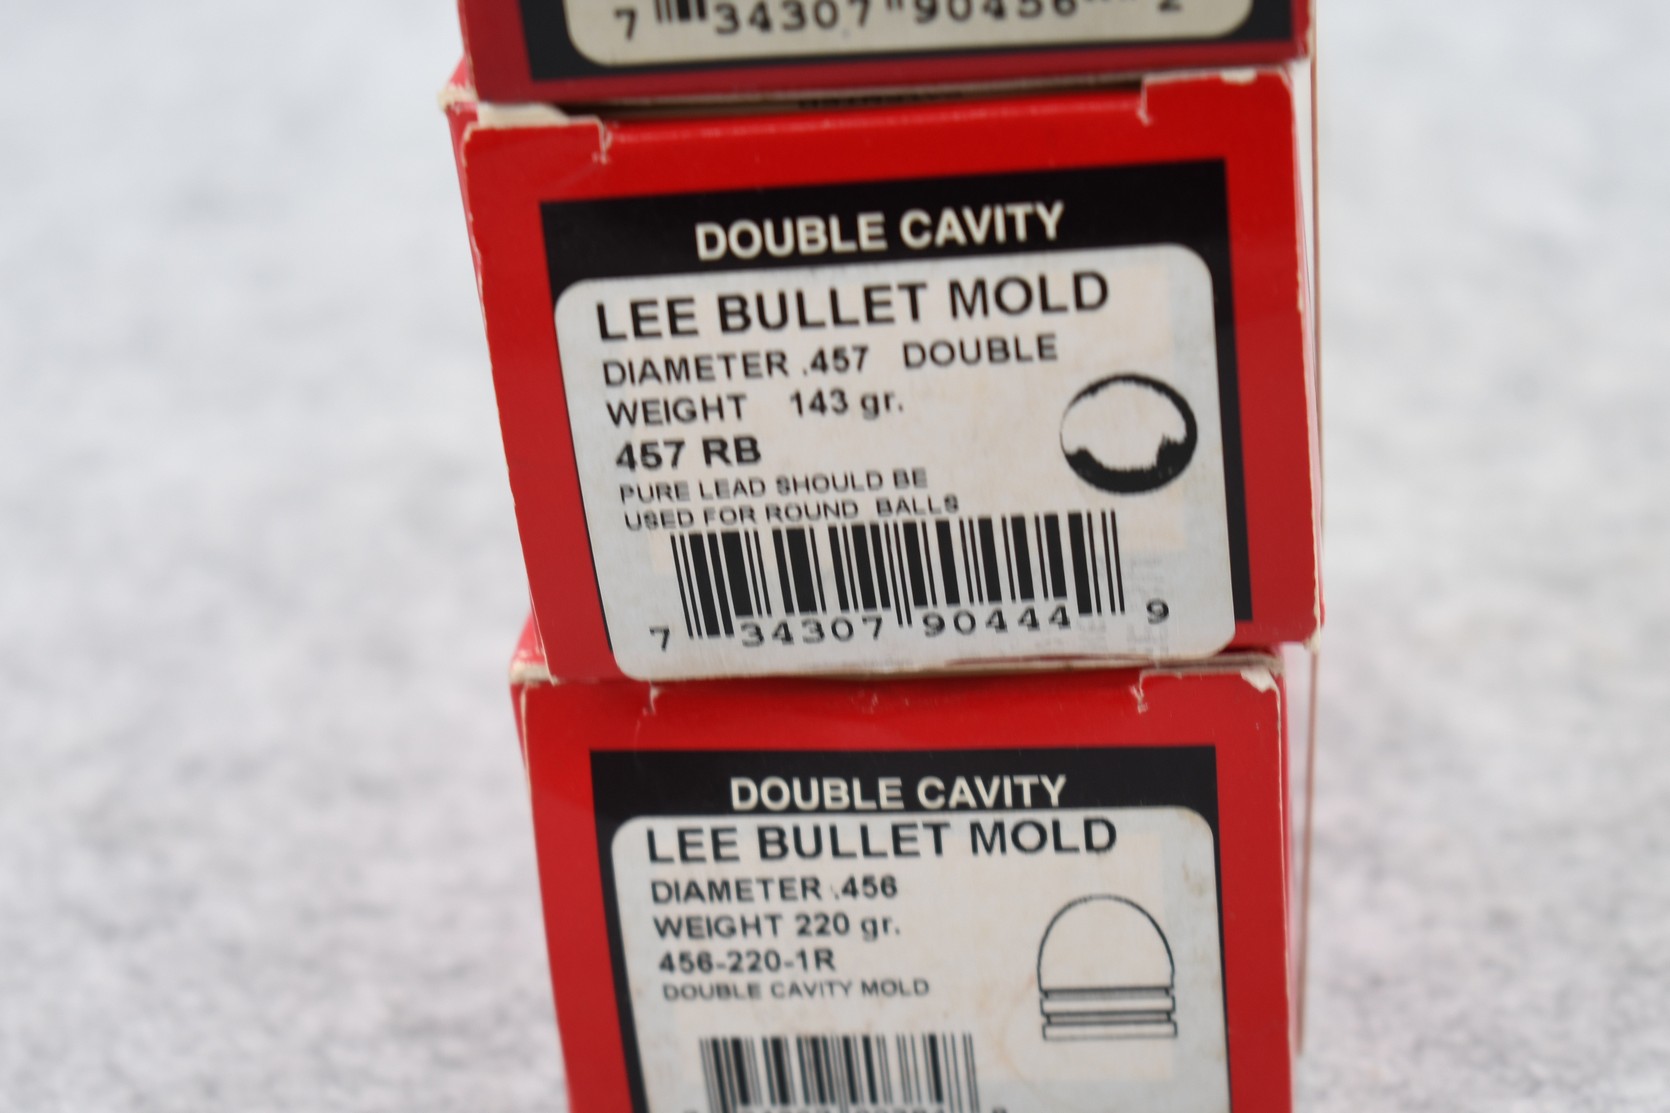 7 34307 90456 2
DOUBLE CAVITY
LEE BULLET MOLD
DIAMETER .457 DOUBLE
WEIGHT 143 gr.
457 RB
PURE LEAD SHOULD BE
USED FOR ROUND BALLS
7 34307 90444 9
DOUBLE CAVITY
LEE BULLET MOLD
DIAMETER .456
WEIGHT 220 gr.
456-220-1R
DOUBLE CAVITY MOLD